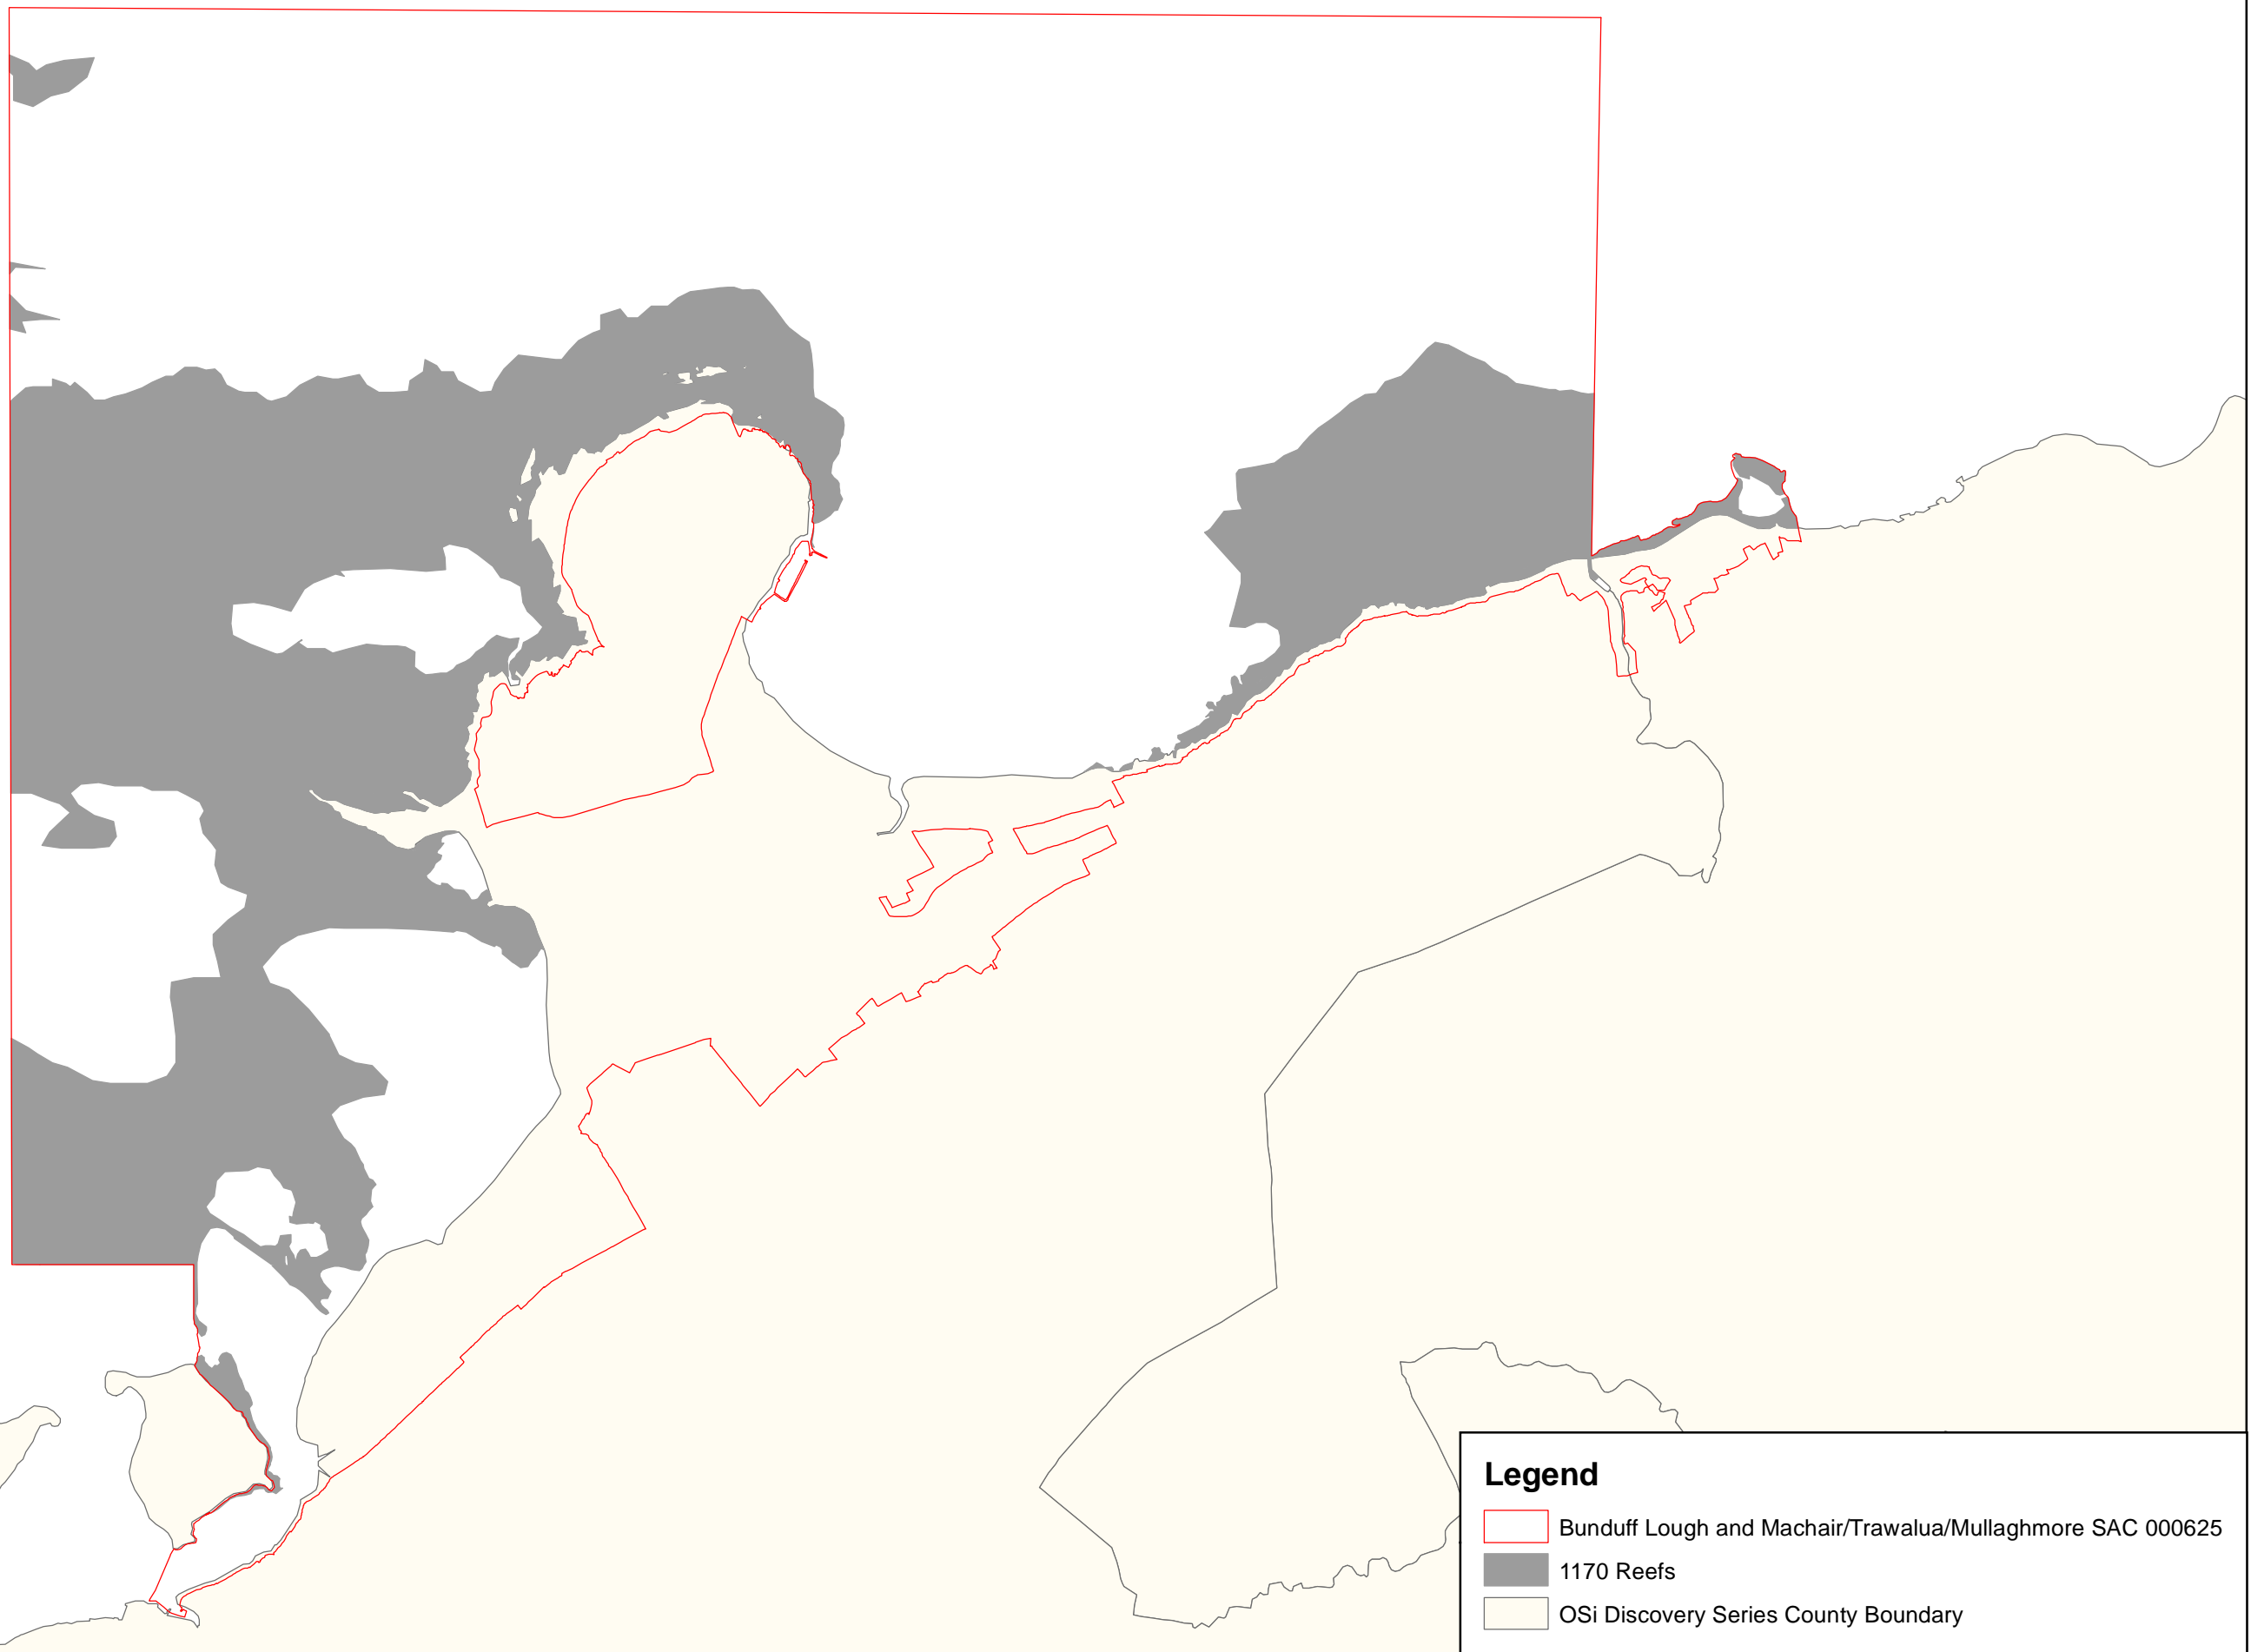 Legend
Bunduff Lough and Machair/Trawalua/Mullaghmore SAC 000625
1170 Reefs
OSi Discovery Series County Boundary